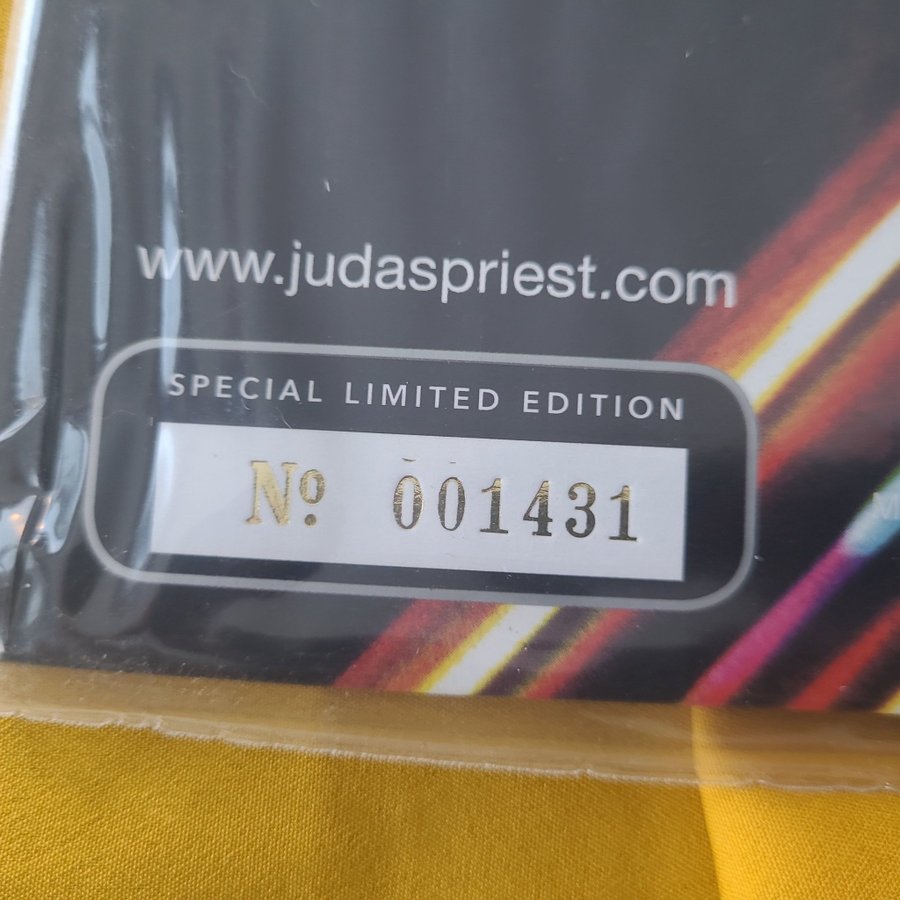 www.judaspriest.com
SPECIAL LIMITED EDITION
Nº 001431